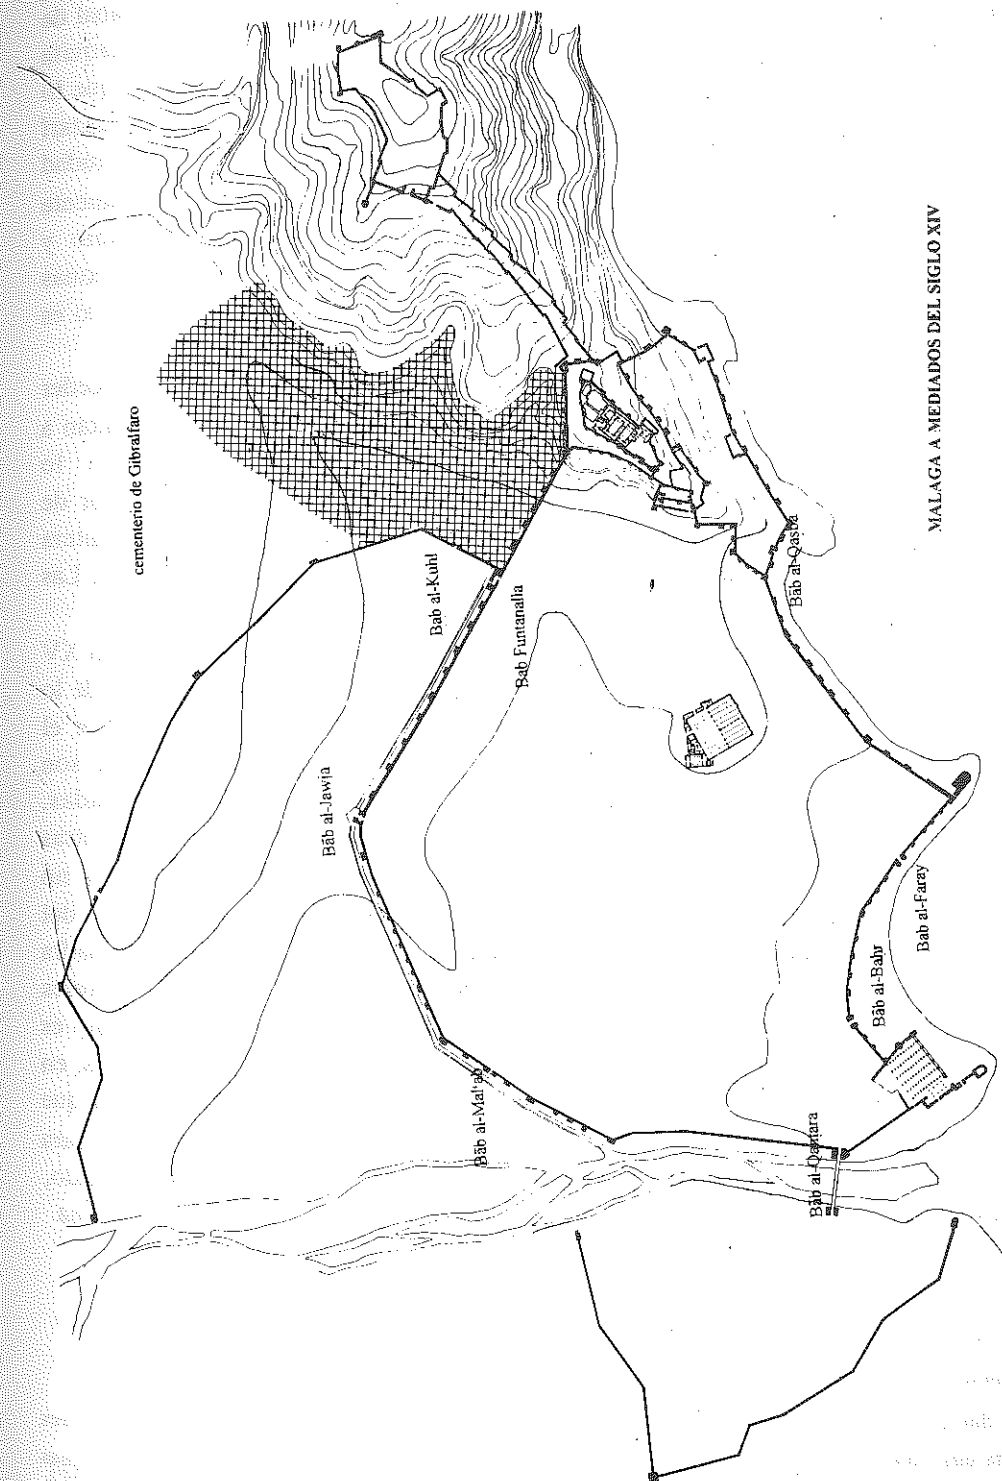 MALAGA A MEDIADOS DEL SIGLO XIV
cementerio de Gibralfaro
Bab al-Kuhl
Bab Funtanalla
Bāb al-Jawja
Bāb al-Qasba
Bab al-Faray
Bāb al-Bahr
Bāb al-Mal‘ab
Bab al-Qantara